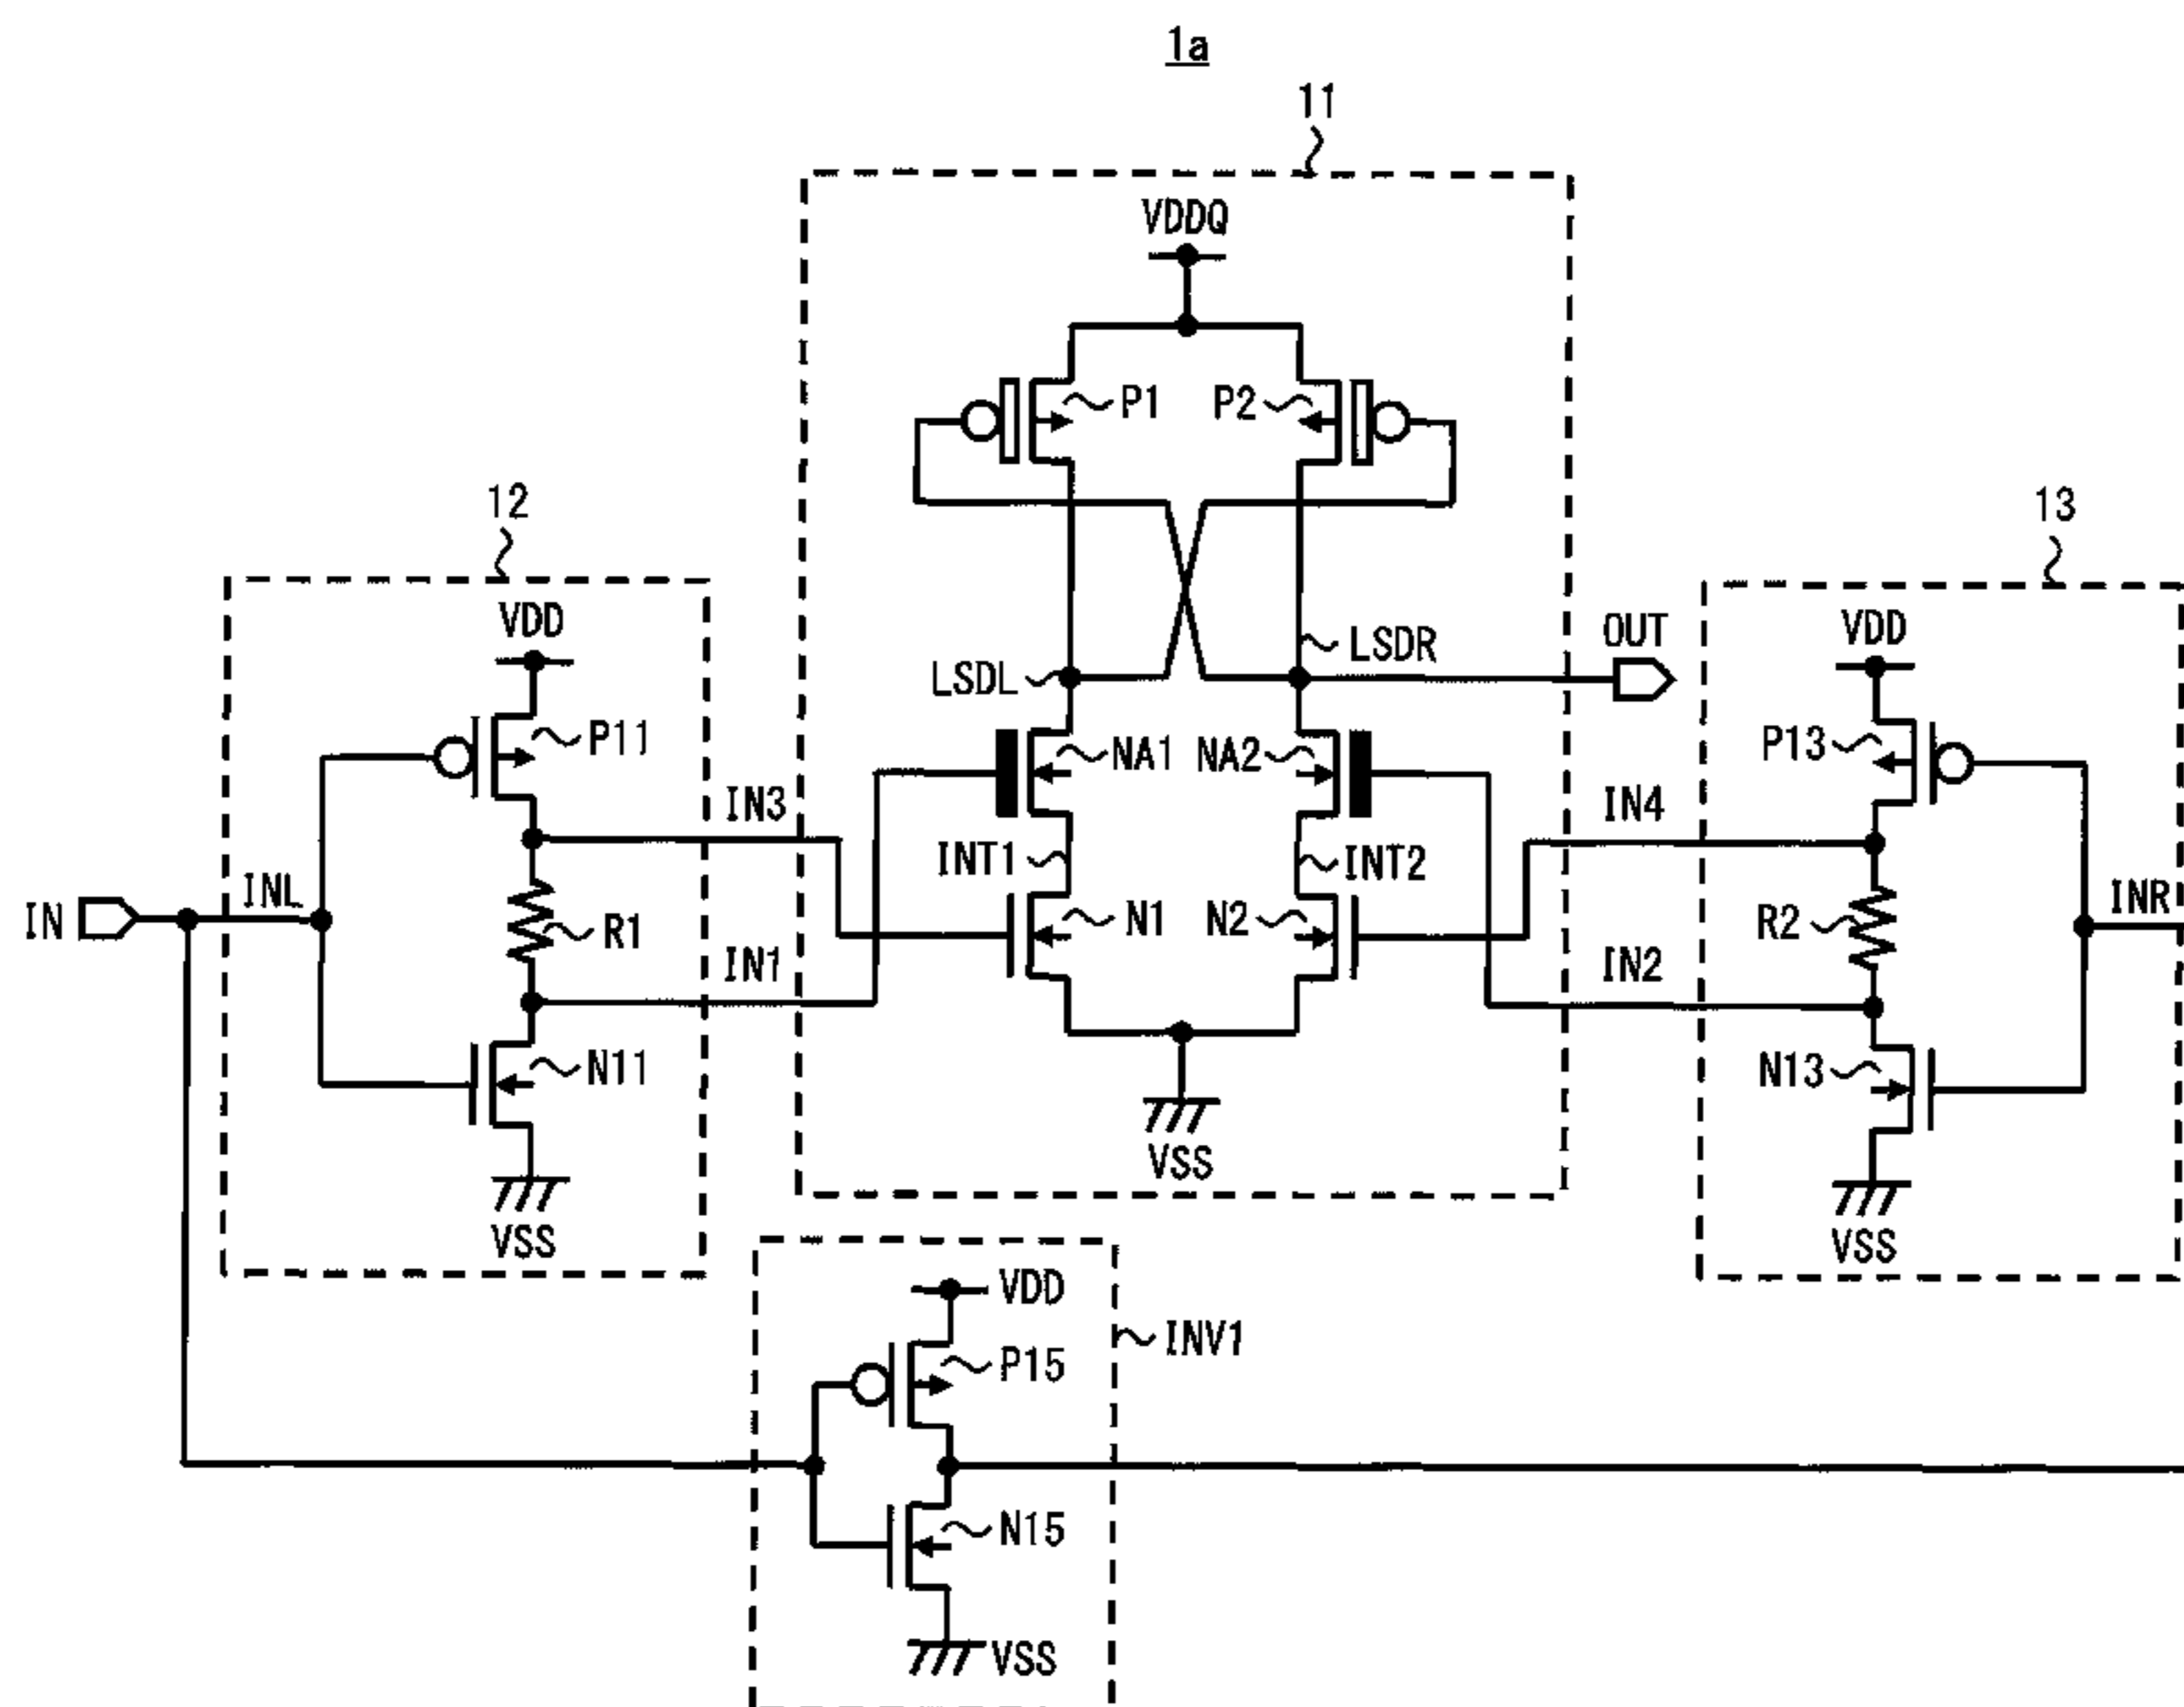 1a
11
VDDQ
P1
P2
12
13
VDD
LSDR
OUT
VDD
LSDL
P11
NA1
NA2
P13
IN3
IN4
INT1
INT2
IN
INL
R1
N1
N2
R2
INR
IN1
IN2
N11
N13
VSS
VSS
VSS
VDD
INV1
P15
N15
VSS